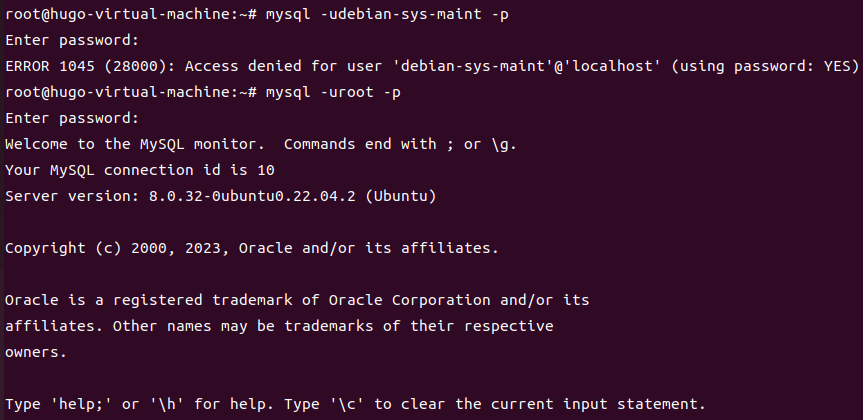 root@hugo-virtual-machine:~# mysql -udebian-sys-maint -p
Enter password:
ERROR 1045 (28000): Access denied for user 'debian-sys-maint'@'localhost' (using password: YES)
root@hugo-virtual-machine:~# mysql -uroot -p
Enter password:
Welcome to the MySQL monitor.  Commands end with ; or \g.
Your MySQL connection id is 10
Server version: 8.0.32-0ubuntu0.22.04.2 (Ubuntu)
Copyright (c) 2000, 2023, Oracle and/or its affiliates.
Oracle is a registered trademark of Oracle Corporation and/or its
affiliates. Other names may be trademarks of their respective
owners.
Type 'help;' or '\h' for help. Type '\c' to clear the current input statement.